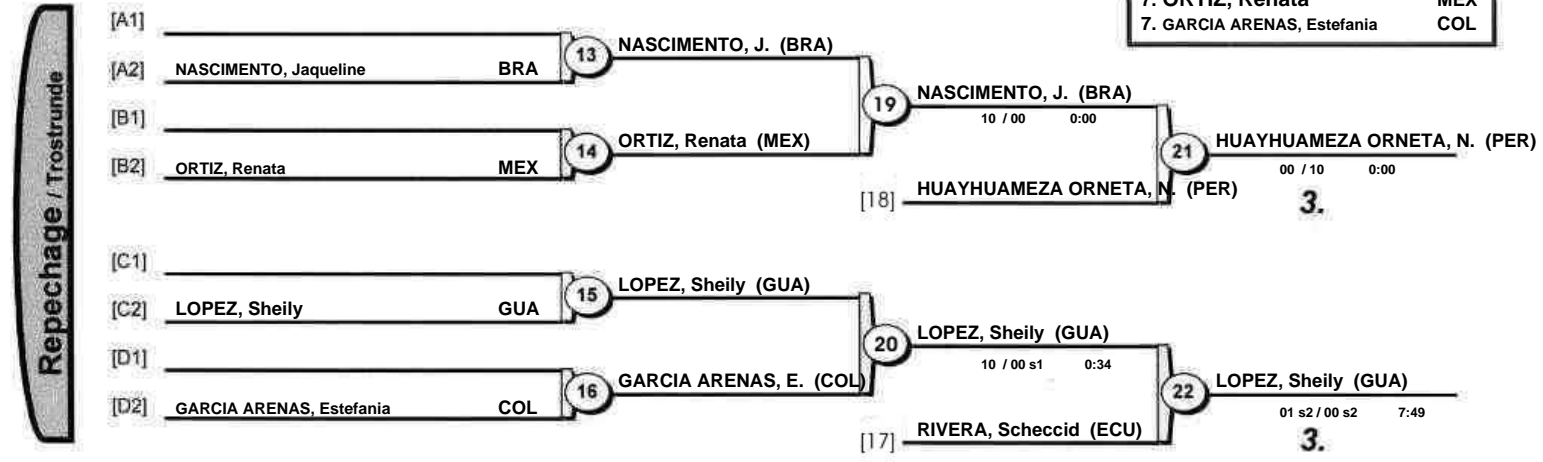 7. ORTIZ, Renata MEX
7. GARCIA ARENAS, Estefania COL
Repechage / Trostrunde
[A1]
[A2] NASCIMENTO, Jaqueline BRA
13 NASCIMENTO, J. (BRA)
[B1]
[B2] ORTIZ, Renata MEX
14 ORTIZ, Renata (MEX)
19 NASCIMENTO, J. (BRA)
10 / 00 0:00
[18] HUAYHUAMEZA ORNETA, N. (PER)
21 HUAYHUAMEZA ORNETA, N. (PER)
00 / 10 0:00
3.
[C1]
[C2] LOPEZ, Sheily GUA
15 LOPEZ, Sheily (GUA)
[D1]
[D2] GARCIA ARENAS, Estefania COL
16 GARCIA ARENAS, E. (COL)
20 LOPEZ, Sheily (GUA)
10 / 00 s1 0:34
[17] RIVERA, Scheccid (ECU)
22 LOPEZ, Sheily (GUA)
01 s2 / 00 s2 7:49
3.